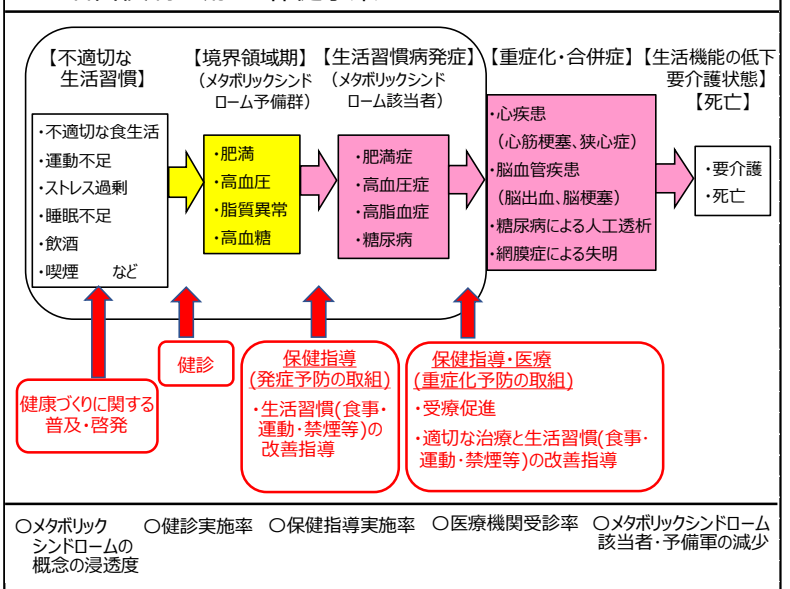 【不適切な
生活習慣】
【境界領域期】
(メタボリックシンド
ローム予備群)
【生活習慣病発症】
(メタボリックシンド
ローム該当者)
【重症化・合併症】
【生活機能の低下
要介護状態】
【死亡】
・不適切な食生活
・運動不足
・ストレス過剰
・睡眠不足
・飲酒
・喫煙　など
・肥満
・高血圧
・脂質異常
・高血糖
・肥満症
・高血圧症
・高脂血症
・糖尿病
・心疾患
(心筋梗塞、狭心症)
・脳血管疾患
(脳出血、脳梗塞)
・糖尿病による人工透析
・網膜症による失明
・要介護
・死亡
健康づくりに関する
普及・啓発
健診
保健指導
(発症予防の取組)
・生活習慣(食事・
運動・禁煙等)の
改善指導
保健指導・医療
(重症化予防の取組)
・受療促進
・適切な治療と生活習慣(食事・
運動・禁煙等)の改善指導
○メタボリック
シンドロームの
概念の浸透度
○健診実施率
○保健指導実施率
○医療機関受診率
○メタボリックシンドローム
該当者・予備軍の減少